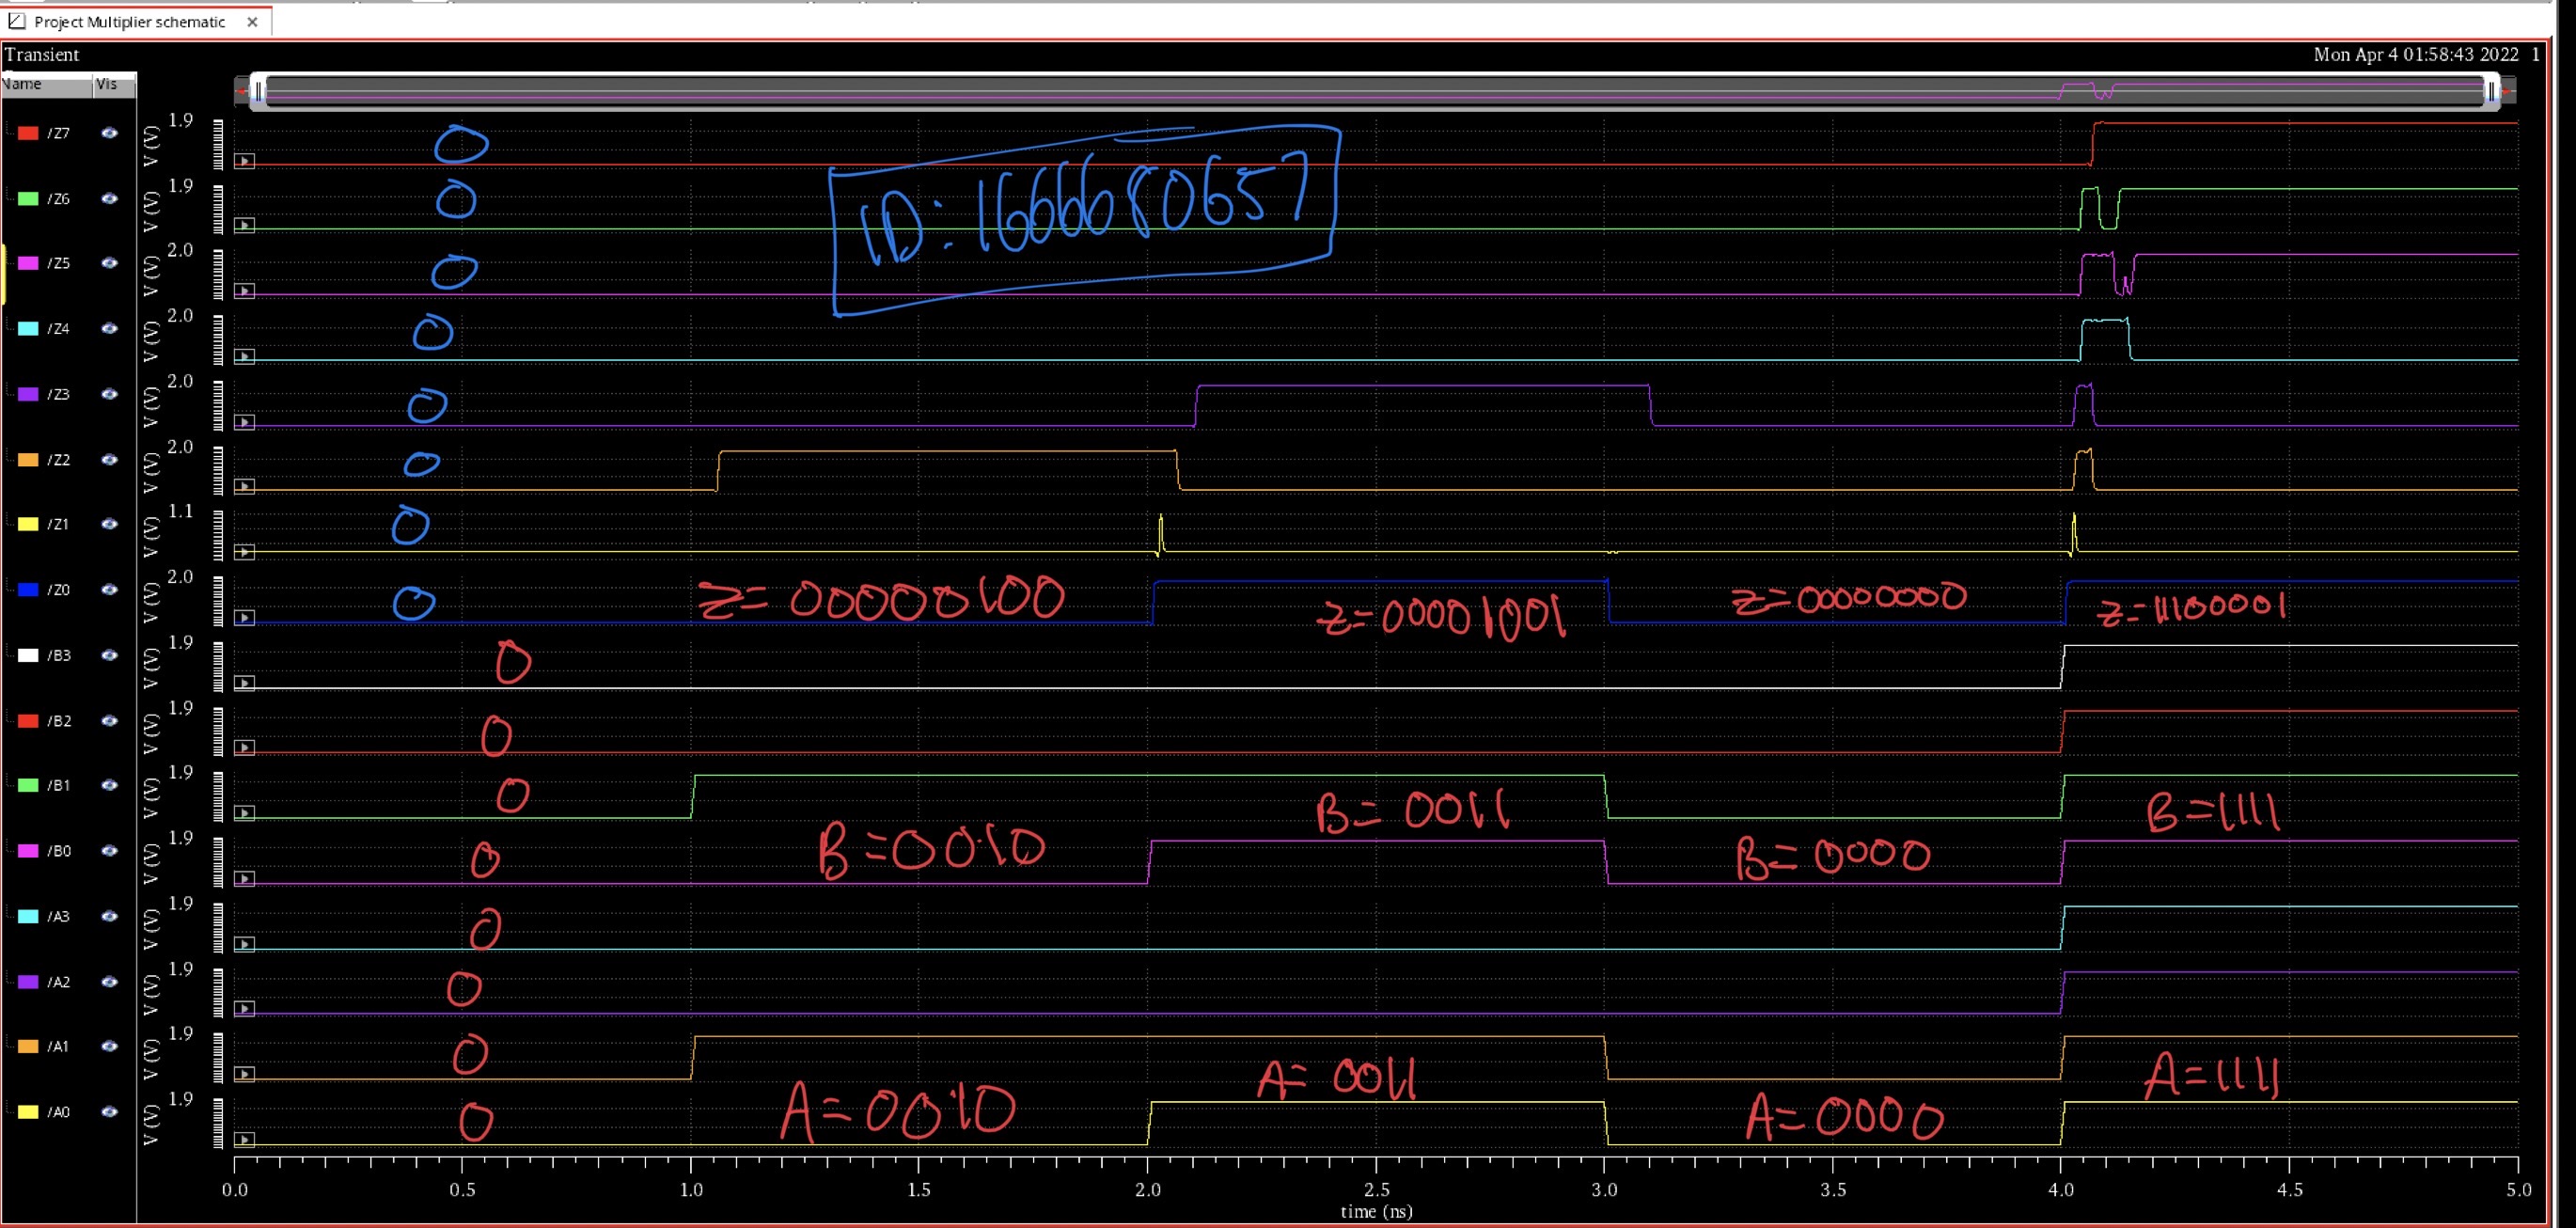 Project Multiplier schematic
Transient
Mon Apr 4 01:58:43 2022 1
Name Vis
/Z7 V (V) 1.9 0
ID: 1666680657
/Z6 V (V) 1.9 0
/Z5 V (V) 2.0 0
/Z4 V (V) 2.0 0
/Z3 V (V) 2.0 0
/Z2 V (V) 2.0 0
/Z1 V (V) 1.1 0
/Z0 V (V) 2.0 0 Z=00000100 Z=00001001 Z=00000000 Z=11100001
/B3 V (V) 1.9 0
/B2 V (V) 1.9 0
/B1 V (V) 1.9 0 B=0011 B=1111
/B0 V (V) 1.9 0 B=0010 B=0000
/A3 V (V) 1.9 0
/A2 V (V) 1.9 0
/A1 V (V) 1.9 0 A=0011 A=1111
/A0 V (V) 1.9 0 A=0010 A=0000
0.0 0.5 1.0 1.5 2.0 2.5 3.0 3.5 4.0 4.5 5.0
time (ns)